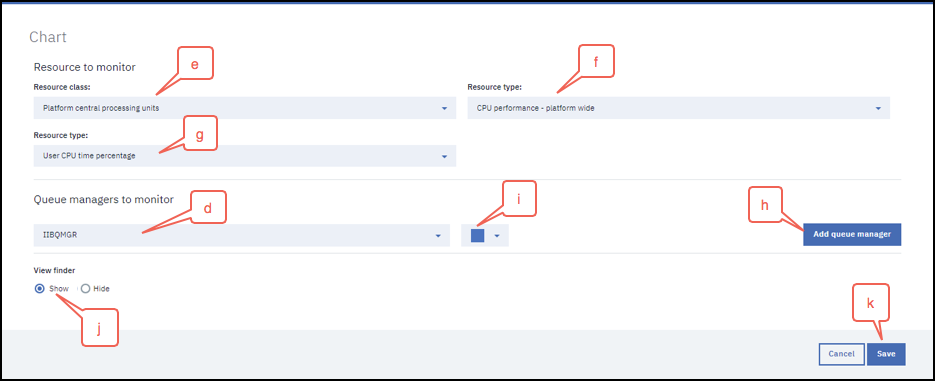 Chart
Resource to monitor
e
f
Resource class:
Resource type:
Platform central processing units
CPU performance - platform wide
Resource type:
g
User CPU time percentage
Queue managers to monitor
d
i
h
IIBQMGR
Add queue manager
View finder
Show
Hide
j
k
Cancel
Save